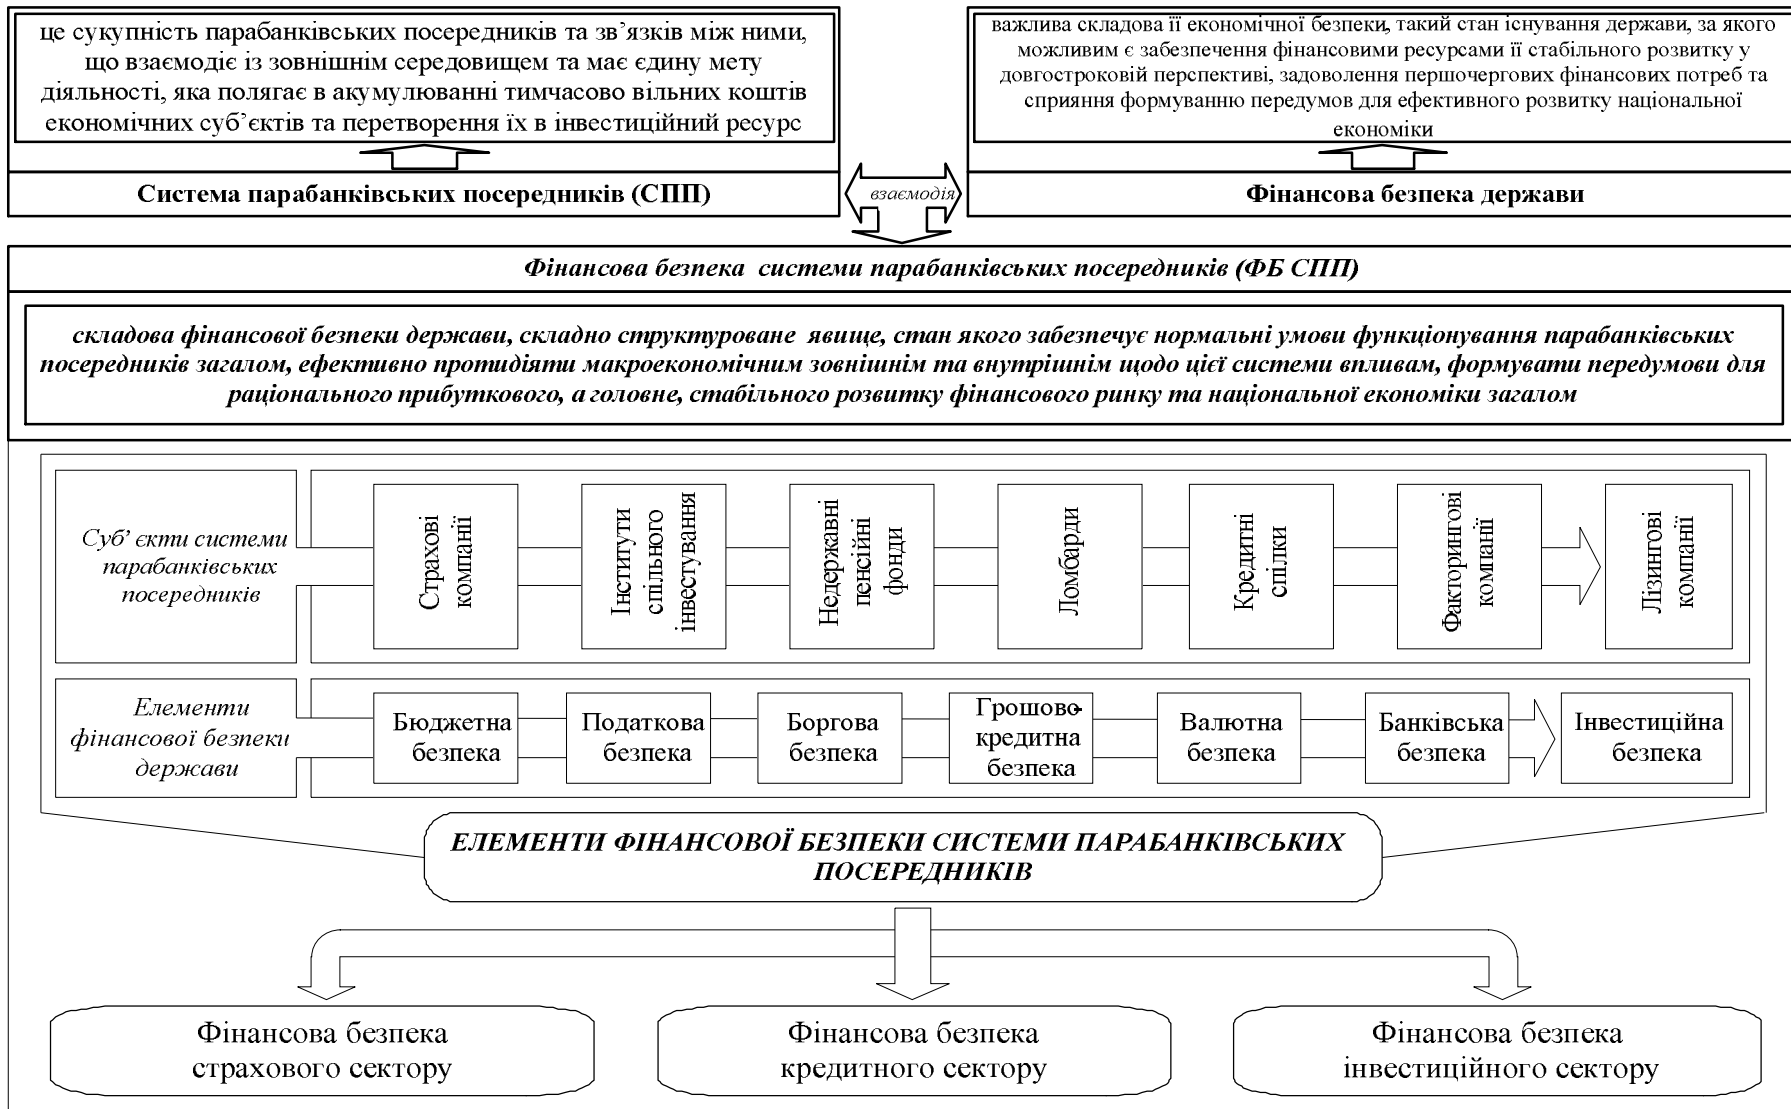 це сукупність парабанківських посередників та зв’язків між ними,
що взаємодіє із зовнішнім середовищем та має єдину мету
діяльності, яка полягає в акумулюванні тимчасово вільних коштів
економічних суб’єктів та перетворення їх в інвестиційний ресурс
Система парабанківських посередників (СПП)
важлива складова її економічної безпеки, такий стан існування держави, за якого
можливим є забезпечення фінансовими ресурсами її стабільного розвитку у
довгостроковій перспективі, задоволення першочергових фінансових потреб та
сприяння формуванню передумов для ефективного розвитку національної
економіки
взаємодія
Фінансова безпека держави
Фінансова безпека системи парабанківських посередників (ФБ СПП)
складова фінансової безпеки держави, складно структуроване явище, стан якого забезпечує нормальні умови функціонування парабанківських
посередників загалом, ефективно протидіяти макроекономічним зовнішнім та внутрішнім щодо цієї системи впливам, формувати передумови для
раціонального прибуткового, а головне, стабільного розвитку фінансового ринку та національної економіки загалом
Суб’єкти системи
парабанківських
посередників
Страхові
компанії
Інститути
спільного
інвестування
Недержавні
пенсійні
фонди
Ломбарди
Кредитні
спілки
Факторингові
компанії
Лізингові
компанії
Елементи
фінансової безпеки
держави
Бюджетна
безпека
Податкова
безпека
Боргова
безпека
Грошово-
кредитна
безпека
Валютна
безпека
Банківська
безпека
Інвестиційна
безпека
ЕЛЕМЕНТИ ФІНАНСОВОЇ БЕЗПЕКИ СИСТЕМИ ПАРАБАНКІВСЬКИХ
ПОСЕРЕДНИКІВ
Фінансова безпека
страхового сектору
Фінансова безпека
кредитного сектору
Фінансова безпека
інвестиційного сектору